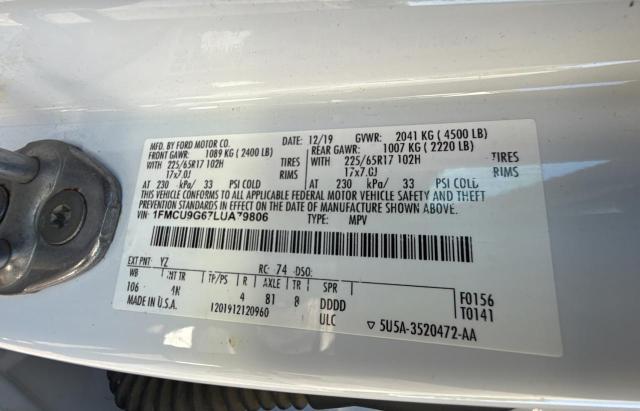 MFD. BY FORD MOTOR CO. DATE: 12/19 GVWR: 2041 KG ( 4500 LB)
FRONT GAWR: 1089 KG ( 2400 LB) REAR GAWR: 1007 KG ( 2220 LB)
WITH 225/65R17 102H TIRES WITH 225/65R17 102H TIRES
17x7.0J RIMS 17x7.0J RIMS
AT 230 kPa/ 33 PSI COLD AT 230 kPa/ 33 PSI COLD
THIS VEHICLE CONFORMS TO ALL APPLICABLE FEDERAL MOTOR VEHICLE SAFETY AND THEFT
PREVENTION STANDARDS IN EFFECT ON THE DATE OF MANUFACTURE SHOWN ABOVE.
VIN: 1FMCU9G67LUA79806 TYPE: MPV
EXT PNT: YZ RC: 74 DSO:
WB INT TR TP/PS R AXLE TR SPR
106 4 81 8 DDDD F0156
MADE IN U.S.A. 1201912120960 ULC T0141
▽ 5U5A-3520472-AA